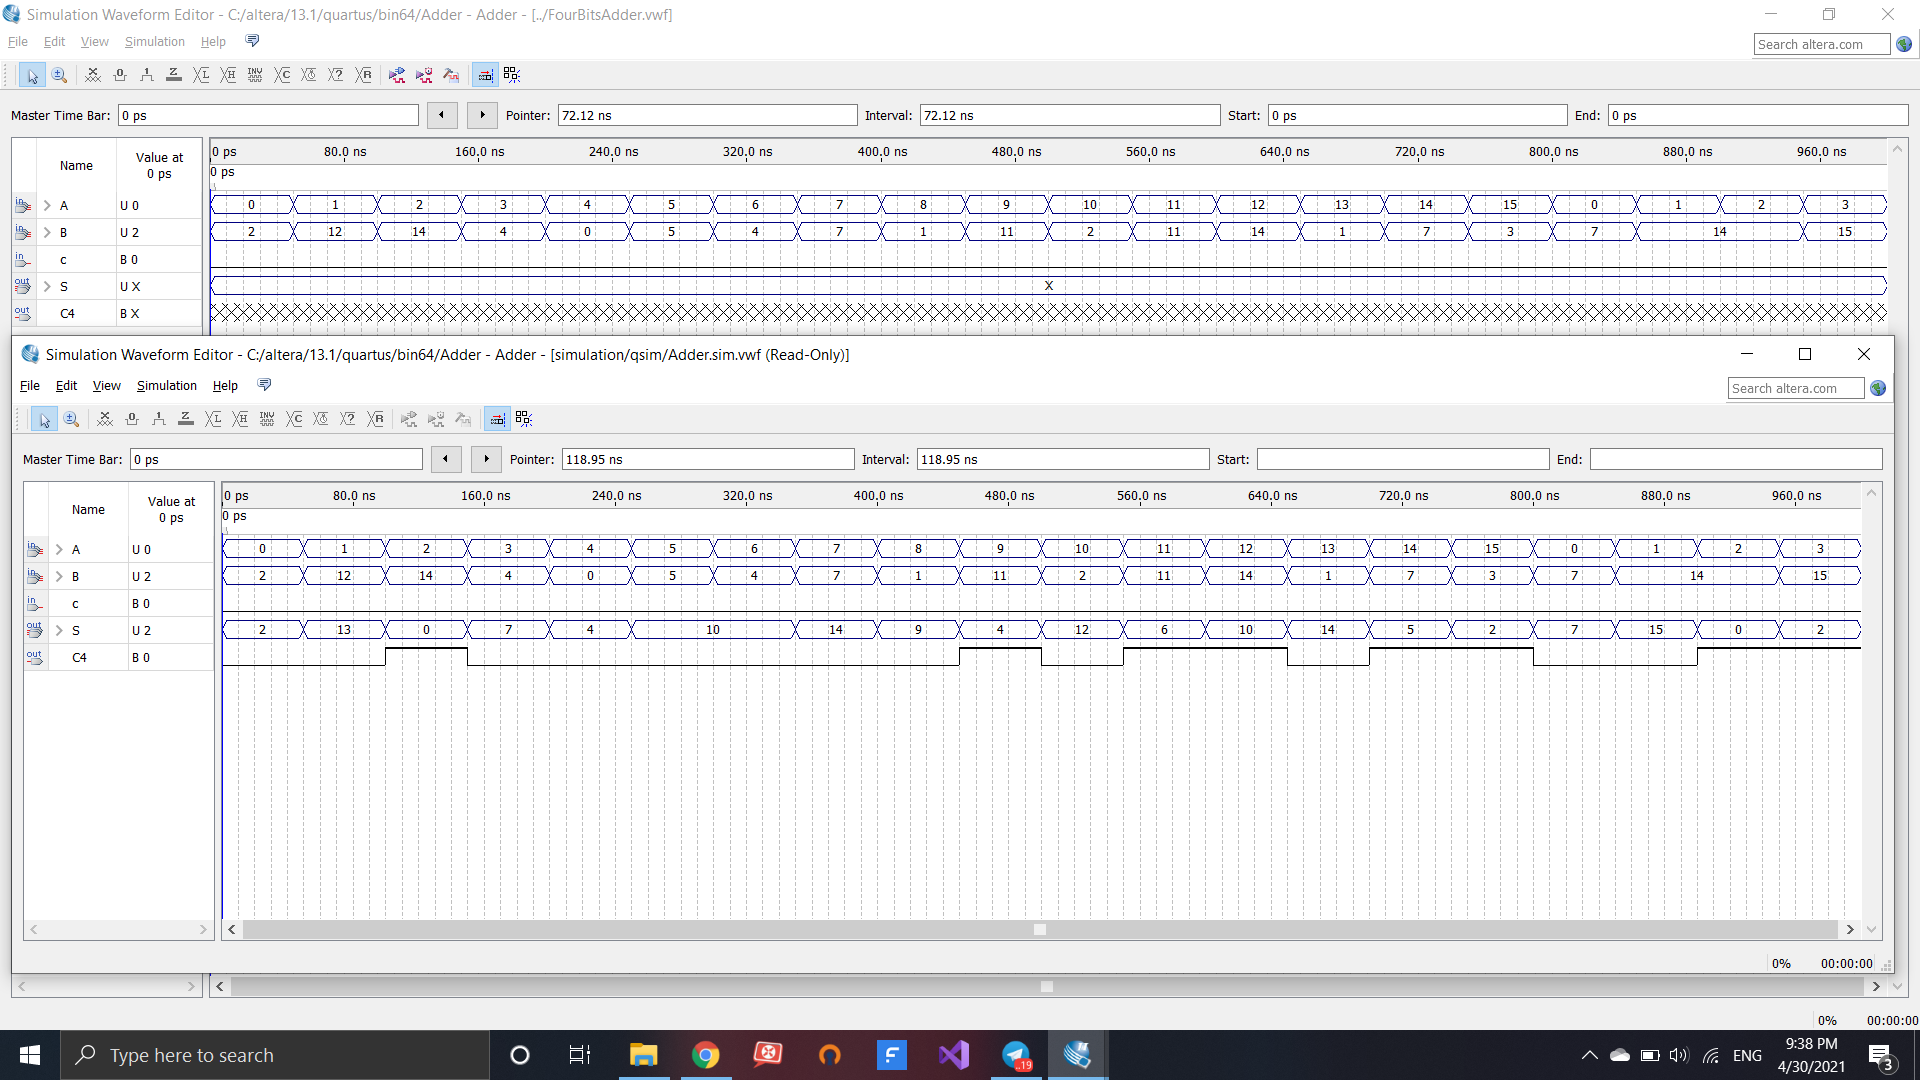 Simulation Waveform Editor - C:/altera/13.1/quartus/bin64/Adder - Adder - [../FourBitsAdder.vwf]
File Edit View Simulation Help
Search altera.com
Master Time Bar: 0 ps Pointer: 72.12 ns Interval: 72.12 ns Start: 0 ps End: 0 ps
Name Value at 0 ps
0 ps 80.0 ns 160.0 ns 240.0 ns 320.0 ns 400.0 ns 480.0 ns 560.0 ns 640.0 ns 720.0 ns 800.0 ns 880.0 ns 960.0 ns
0 ps
A U 0 0 1 2 3 4 5 6 7 8 9 10 11 12 13 14 15 0 1 2 3
B U 2 2 12 14 4 0 5 4 7 1 11 2 11 14 1 7 3 7 14 15
c B 0
S U X X
C4 B X
Simulation Waveform Editor - C:/altera/13.1/quartus/bin64/Adder - Adder - [simulation/qsim/Adder.sim.vwf (Read-Only)]
File Edit View Simulation Help
Search altera.com
Master Time Bar: 0 ps Pointer: 118.95 ns Interval: 118.95 ns Start: End:
Name Value at 0 ps
0 ps 80.0 ns 160.0 ns 240.0 ns 320.0 ns 400.0 ns 480.0 ns 560.0 ns 640.0 ns 720.0 ns 800.0 ns 880.0 ns 960.0 ns
0 ps
A U 0 0 1 2 3 4 5 6 7 8 9 10 11 12 13 14 15 0 1 2 3
B U 2 2 12 14 4 0 5 4 7 1 11 2 11 14 1 7 3 7 14 15
c B 0
S U 2 2 13 0 7 4 10 14 9 4 12 6 10 14 5 2 7 15 0 2
C4 B 0
0% 00:00:00
0% 00:00:00
Type here to search
..19
ENG
9:38 PM
4/30/2021
3